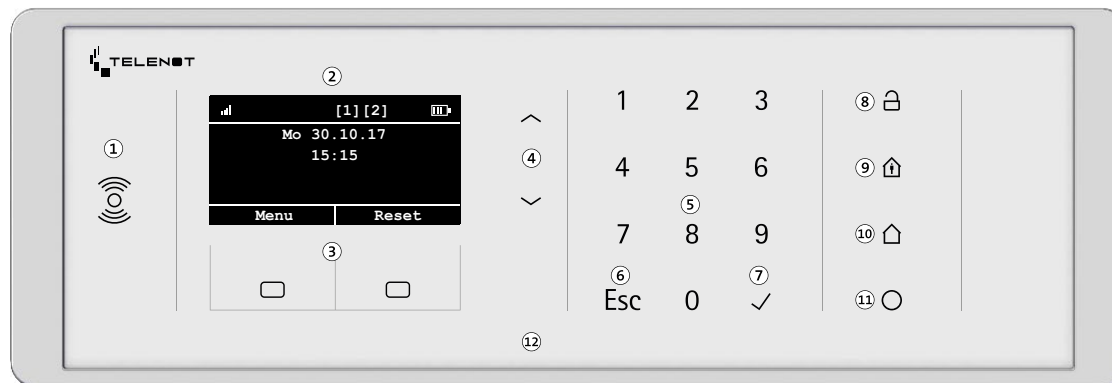 TELENOT
②
[1][2]
Mo 30.10.17
15:15
Menu Reset
①
③
④
1 2 3
4 5 6
⑤
7 8 9
⑥ ⑦
Esc 0
⑧
⑨
⑩
⑪
⑫